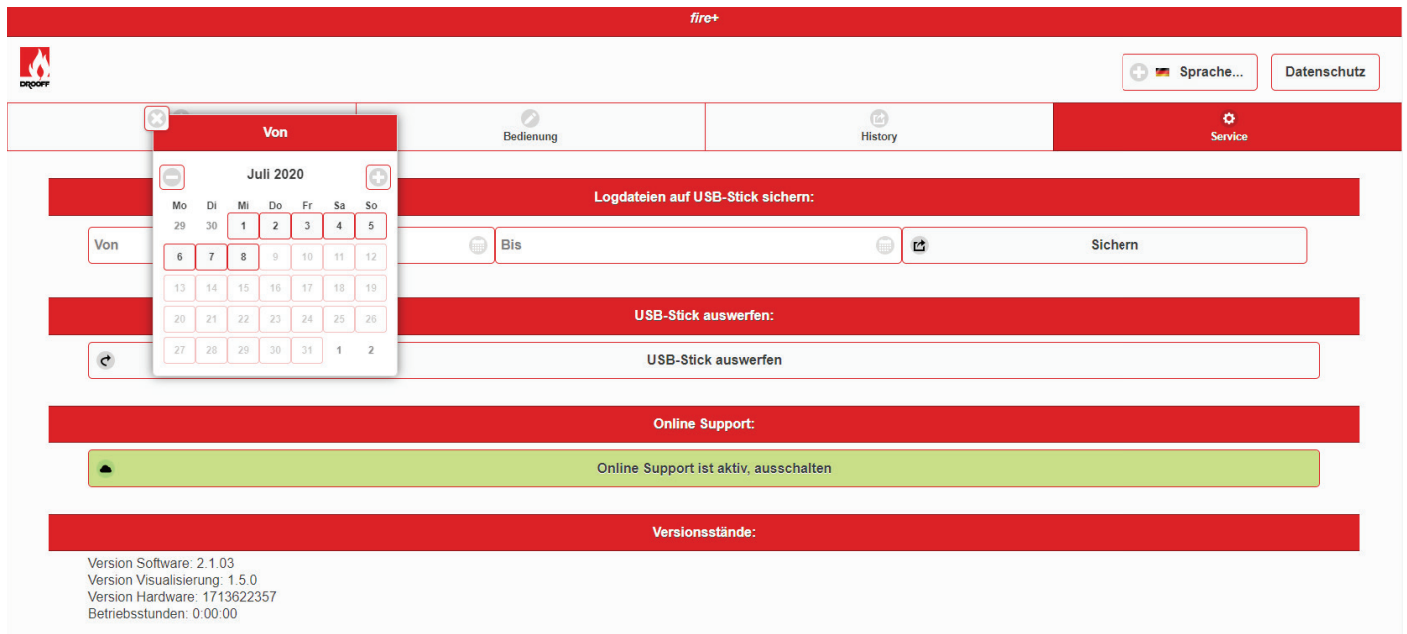 fire+
DROOFF
Sprache...
Datenschutz
Bedienung
History
Service
Von
Juli 2020
Mo Di Mi Do Fr Sa So
29 30 1 2 3 4 5
6 7 8 9 10 11 12
13 14 15 16 17 18 19
20 21 22 23 24 25 26
27 28 29 30 31 1 2
Logdateien auf USB-Stick sichern:
Von
Bis
Sichern
USB-Stick auswerfen:
USB-Stick auswerfen
Online Support:
Online Support ist aktiv, ausschalten
Versionsstände:
Version Software: 2.1.03
Version Visualisierung: 1.5.0
Version Hardware: 1713622357
Betriebsstunden: 0:00:00